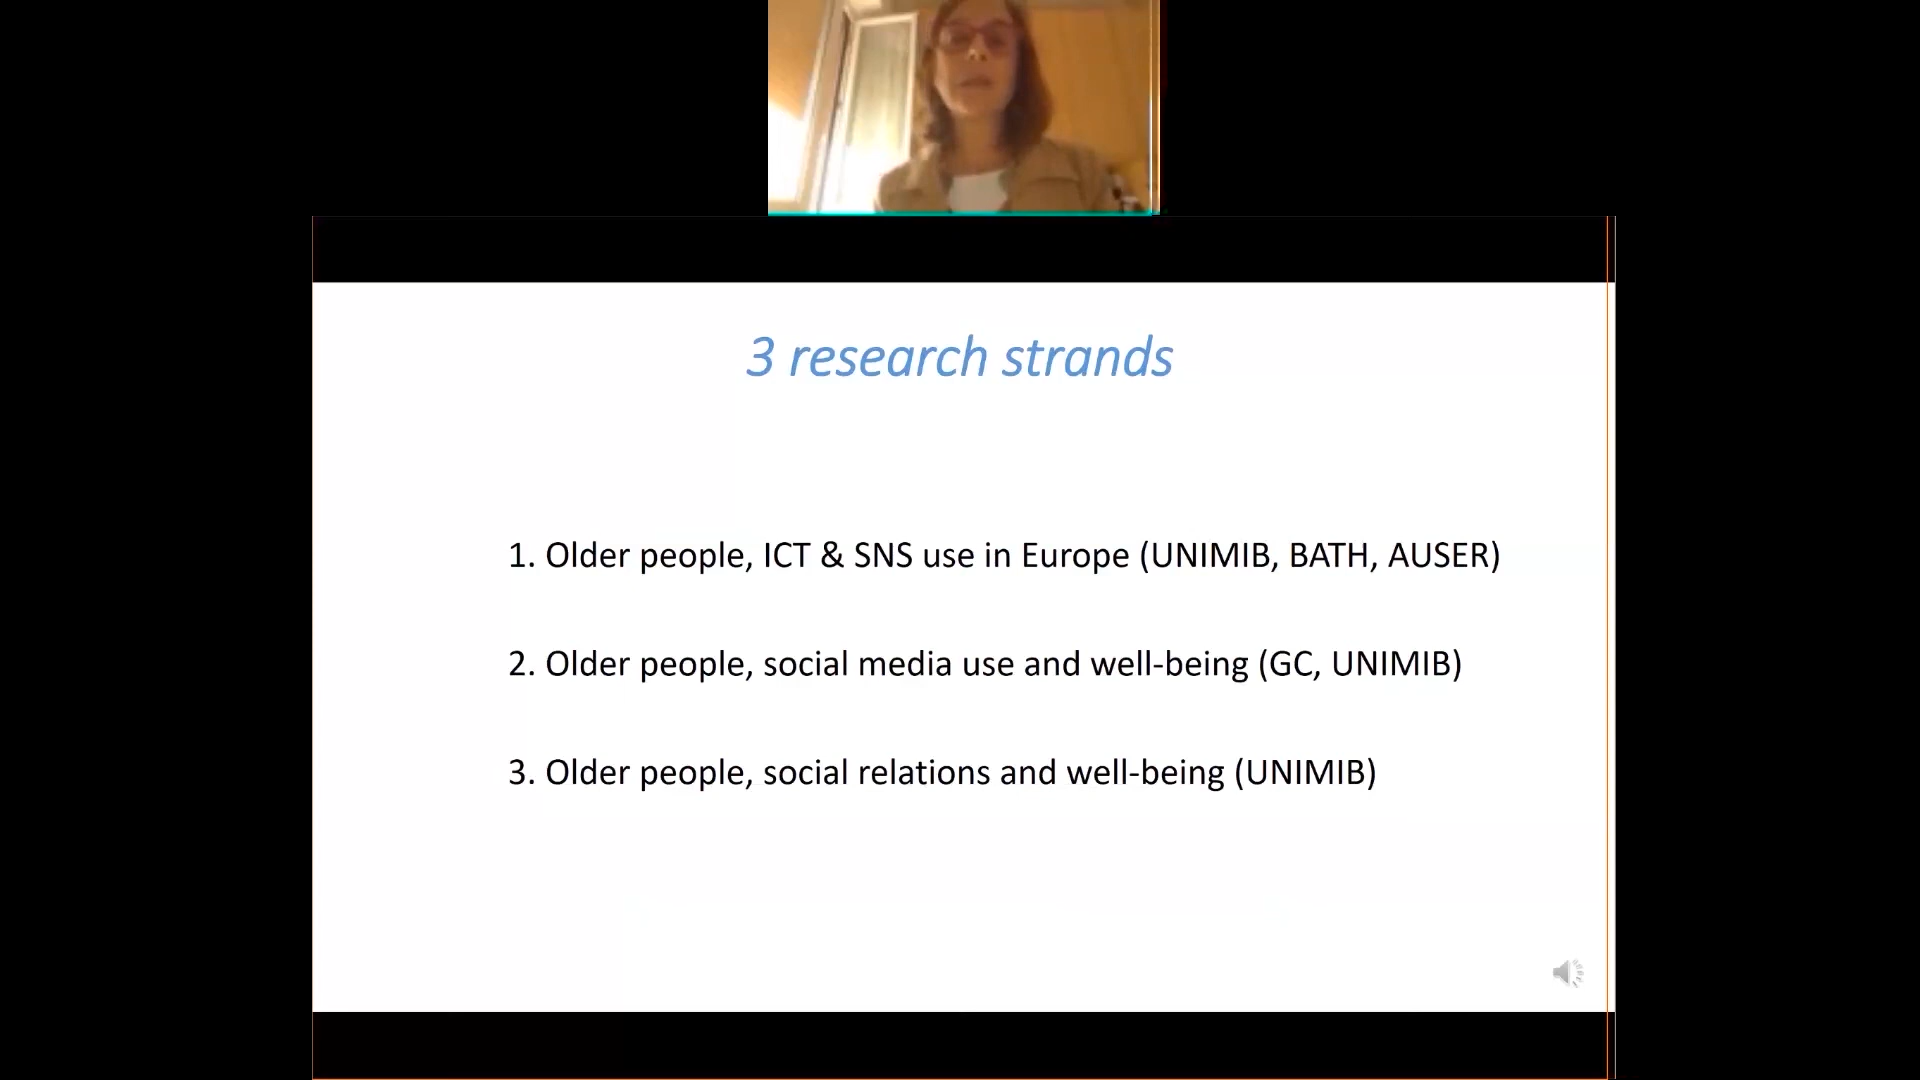 3 research strands
1. Older people, ICT & SNS use in Europe (UNIMIB, BATH, AUSER)
2. Older people, social media use and well-being (GC, UNIMIB)
3. Older people, social relations and well-being (UNIMIB)